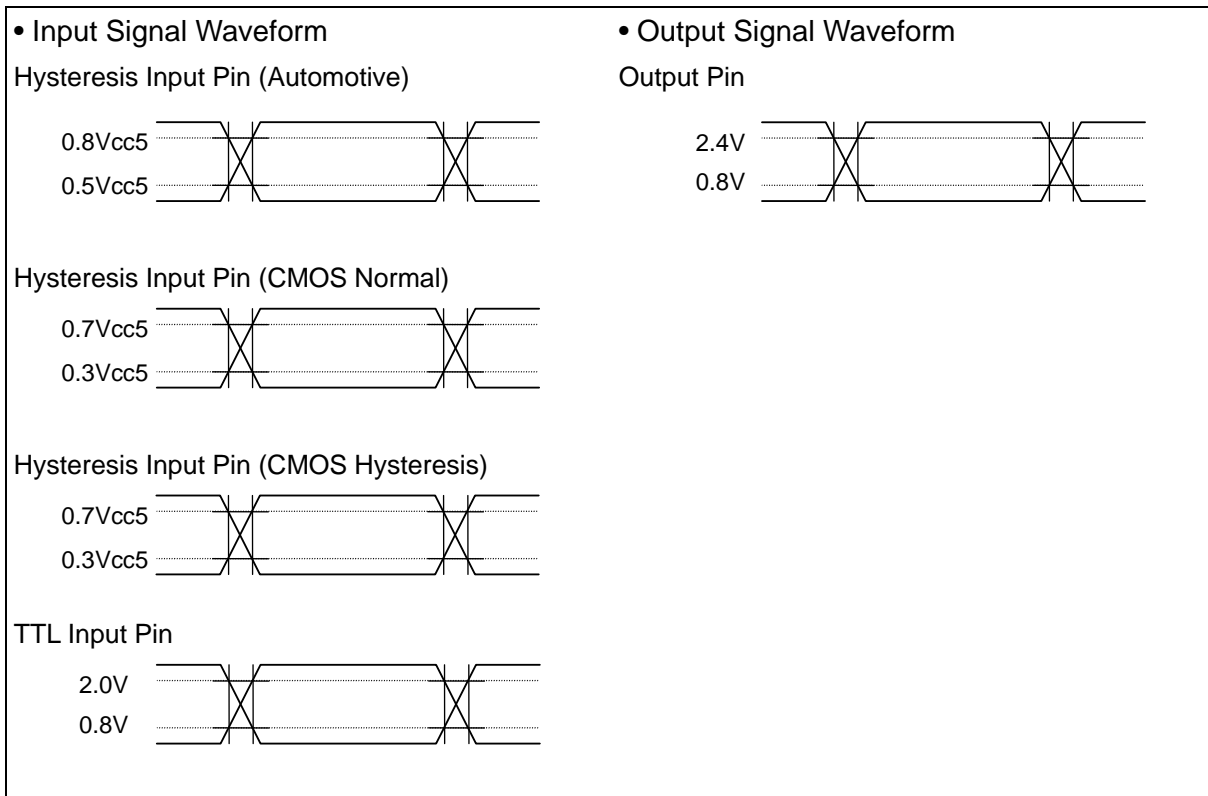 • Input Signal Waveform
Hysteresis Input Pin (Automotive)
0.8Vcc5
0.5Vcc5
Hysteresis Input Pin (CMOS Normal)
0.7Vcc5
0.3Vcc5
Hysteresis Input Pin (CMOS Hysteresis)
0.7Vcc5
0.3Vcc5
TTL Input Pin
2.0V
0.8V
• Output Signal Waveform
Output Pin
2.4V
0.8V